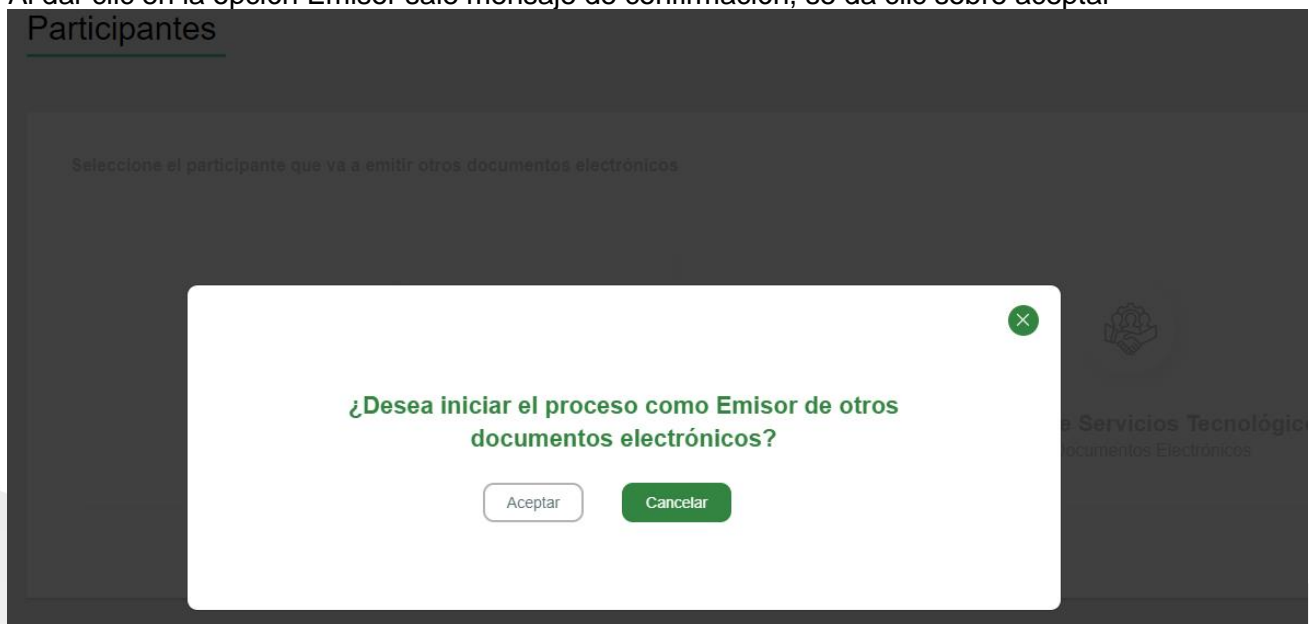 Al dar clic en la opción Emisor sale mensaje de confirmación, se da clic sobre aceptar
Participantes
Seleccione el participante que va a emitir otros documentos electrónicos
¿Desea iniciar el proceso como Emisor de otros
documentos electrónicos?
Servicios Tecnológico
Documentos Electrónicos
Aceptar
Cancelar